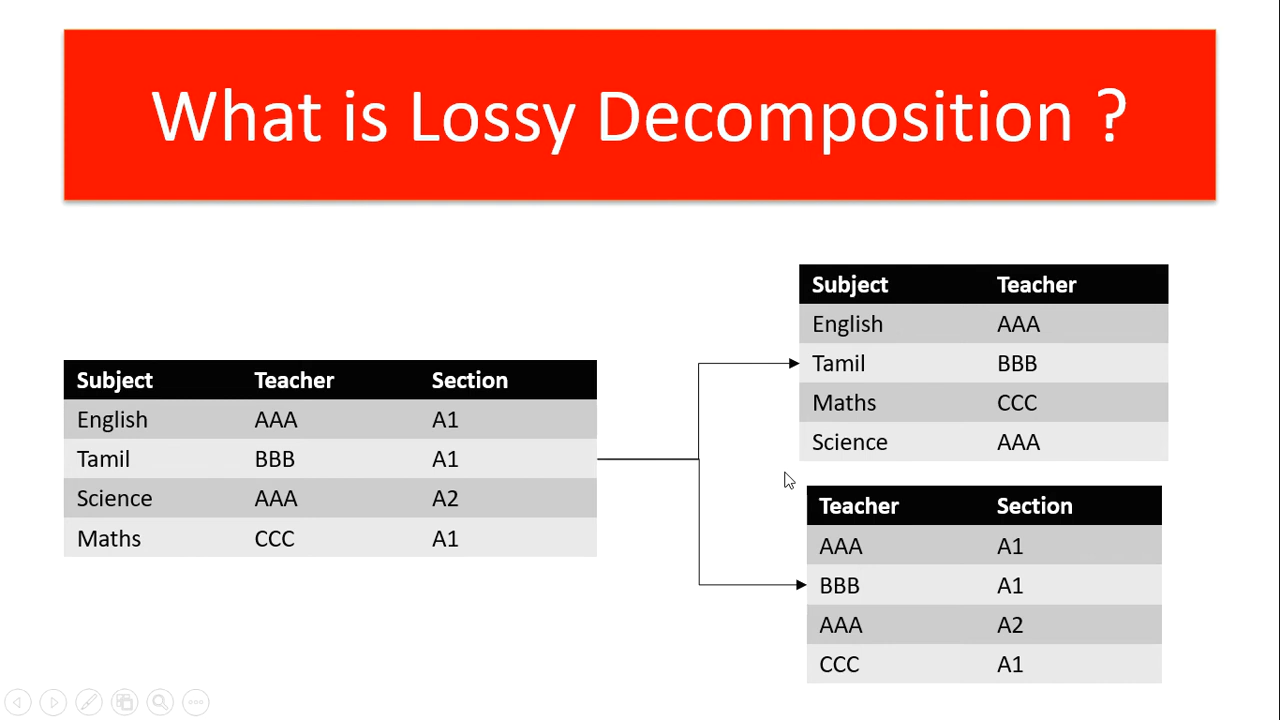 What is Lossy Decomposition ?
Subject Teacher Section
English AAA A1
Tamil BBB A1
Science AAA A2
Maths CCC A1
Subject Teacher
English AAA
Tamil BBB
Maths CCC
Science AAA
Teacher Section
AAA A1
BBB A1
AAA A2
CCC A1